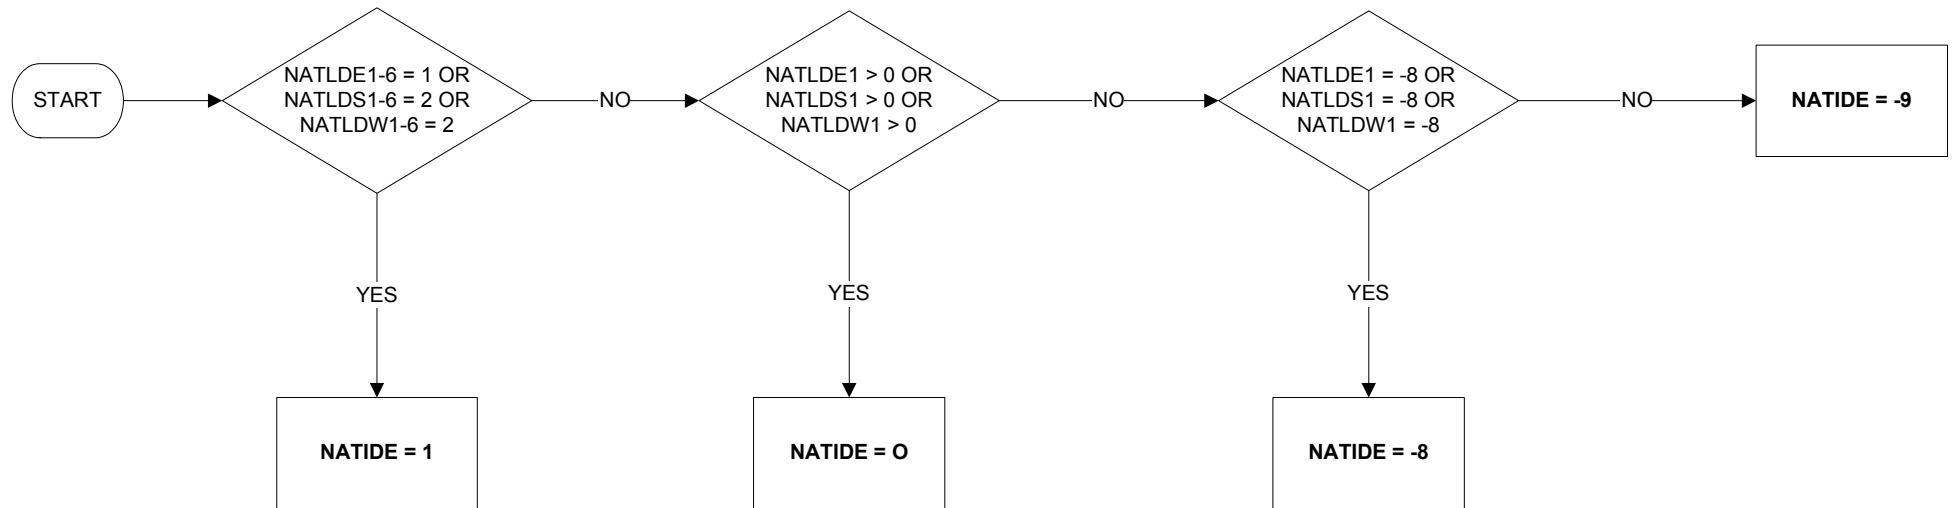 START
NATLDE1-6 = 1 OR
NATLDS1-6 = 2 OR
NATLDW1-6 = 2
NO
NATLDE1 > 0 OR
NATLDS1 > 0 OR
NATLDW1 > 0
NO
NATLDE1 = -8 OR
NATLDS1 = -8 OR
NATLDW1 = -8
NO
NATIDE = -9
YES
YES
YES
NATIDE = 1
NATIDE = O
NATIDE = -8